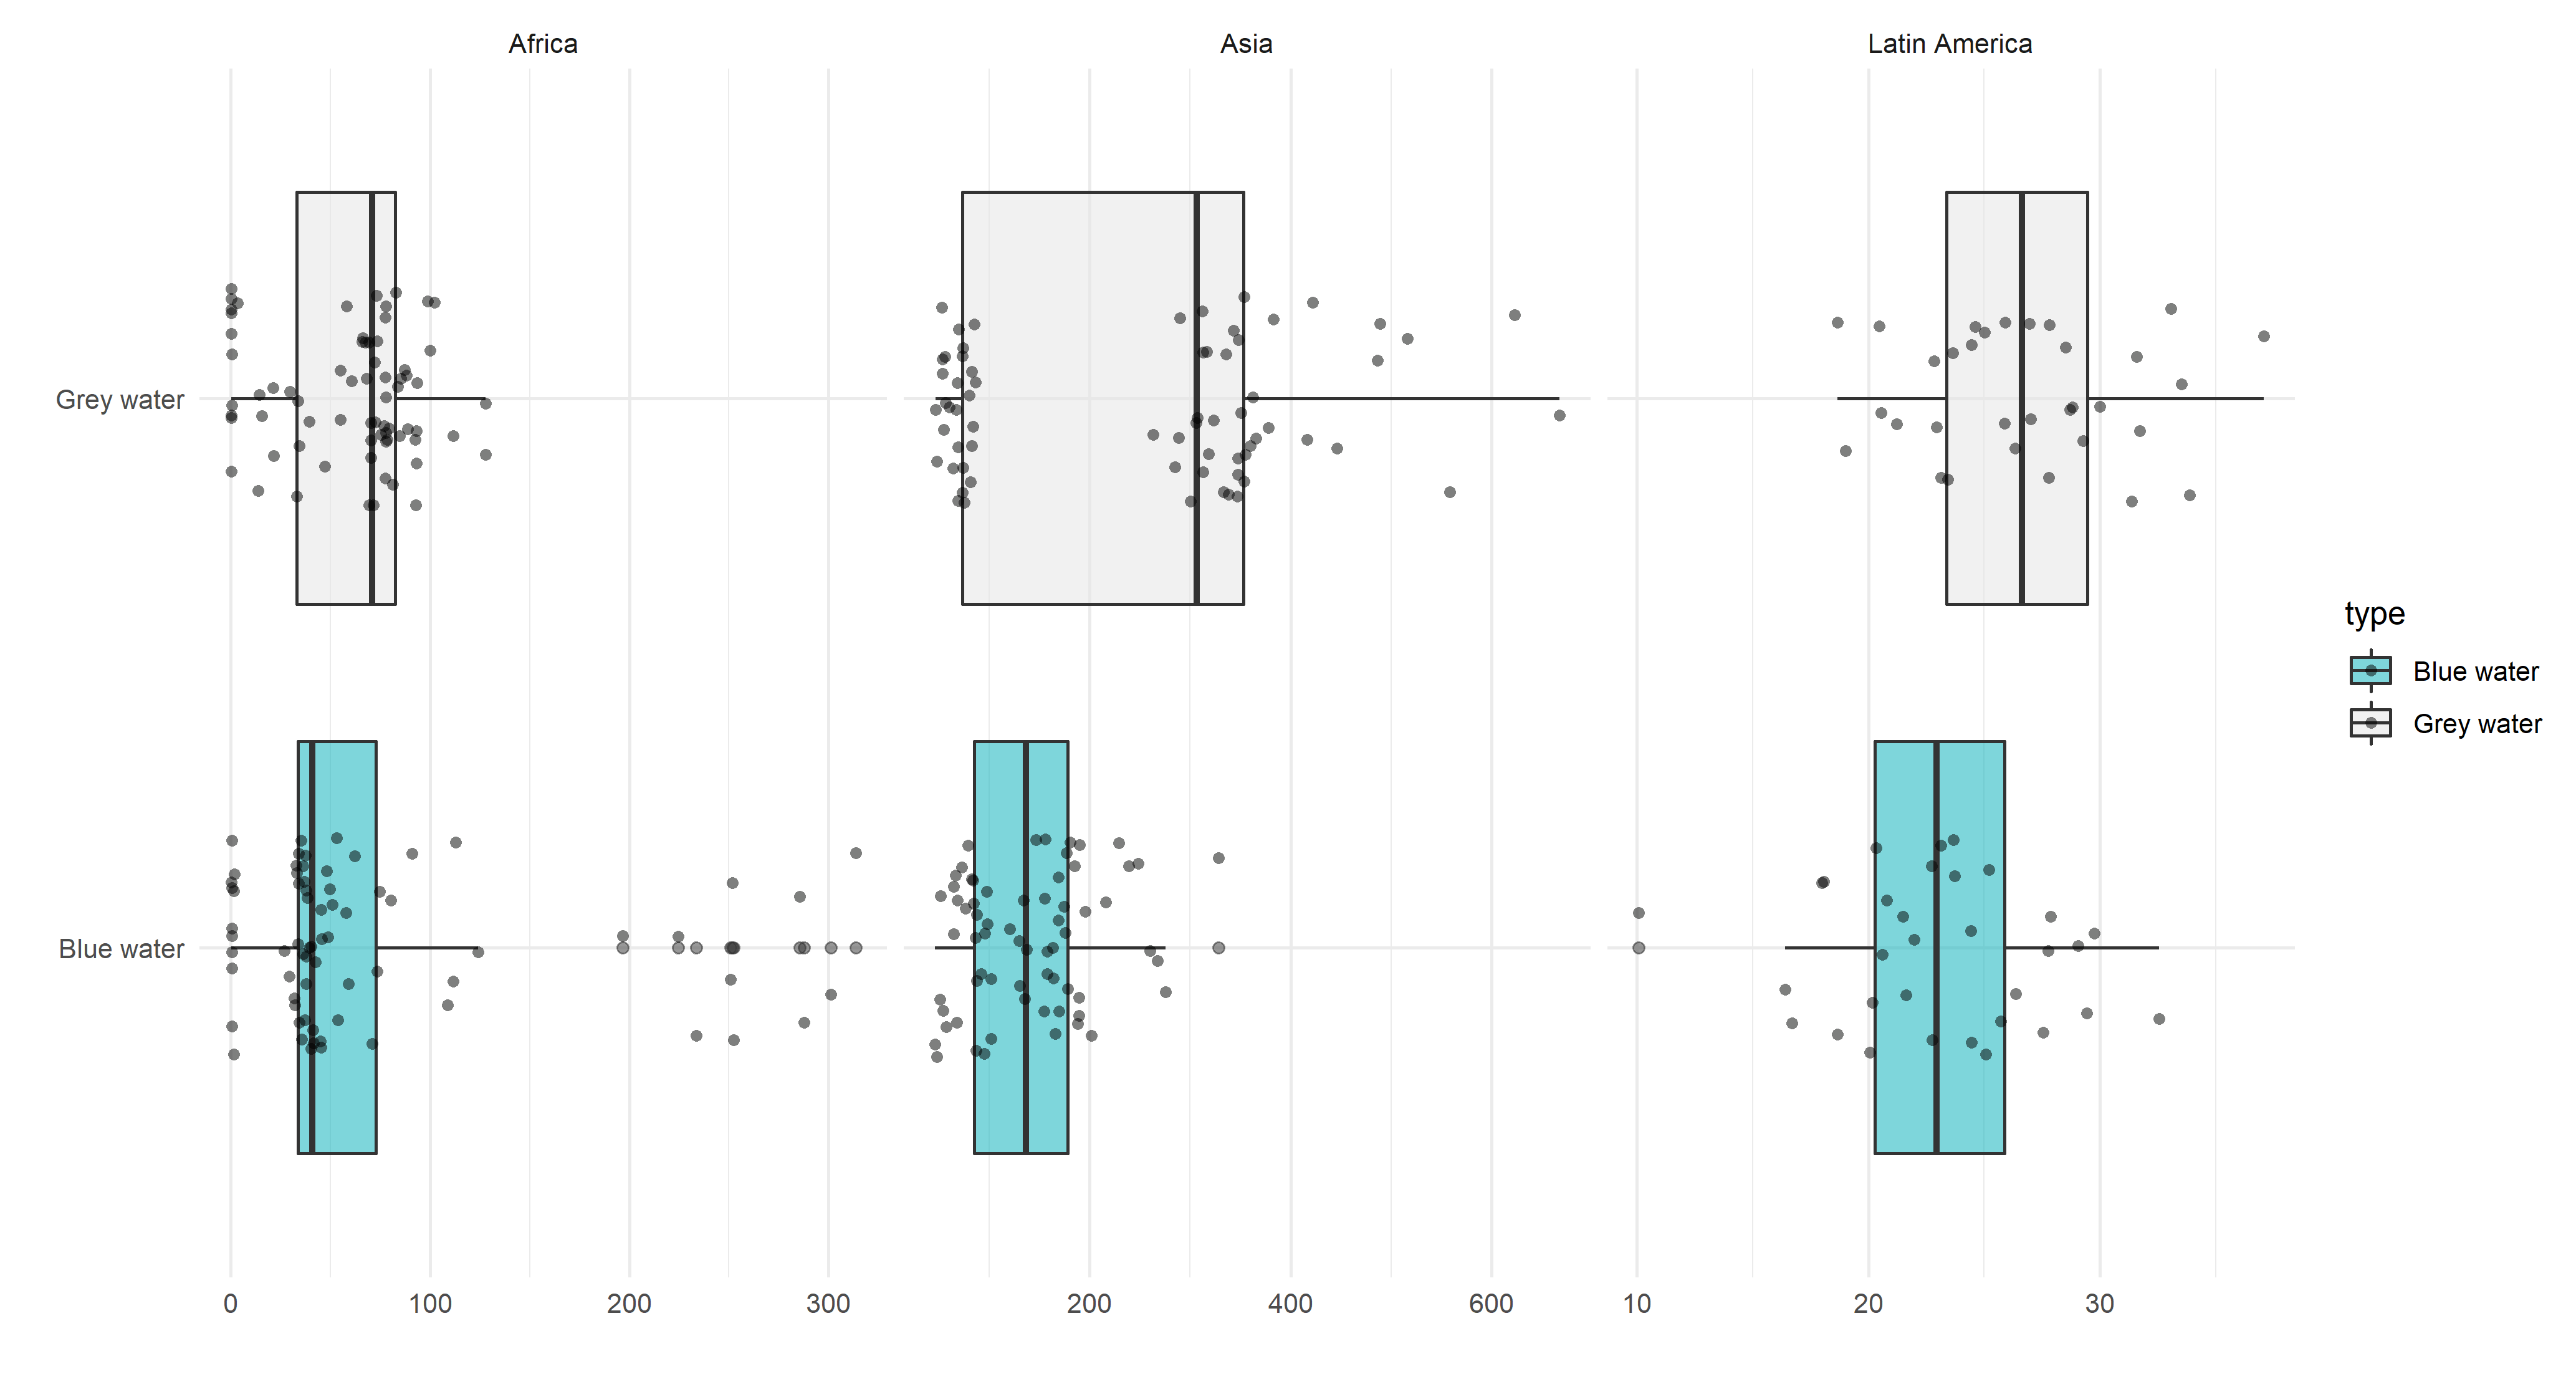 Africa
Asia
Latin America
Grey water
Blue water
type
Blue water
Grey water
0 100 200 300
200 400 600
10 20 30